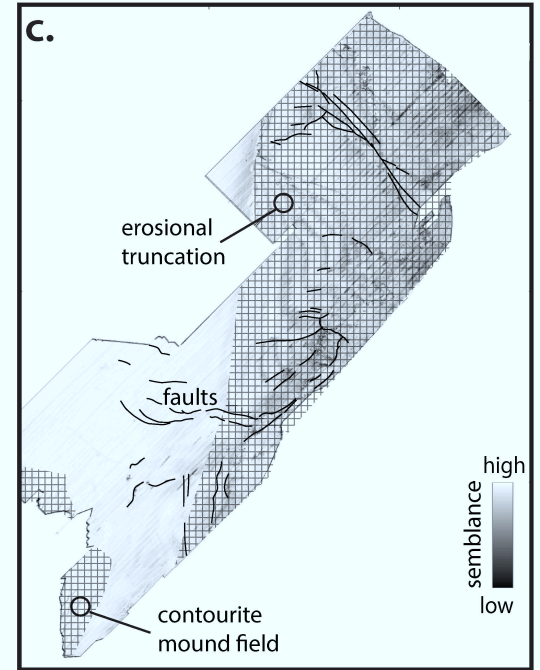 c.
erosional
truncation
faults
high
semblance
low
contourite
mound field